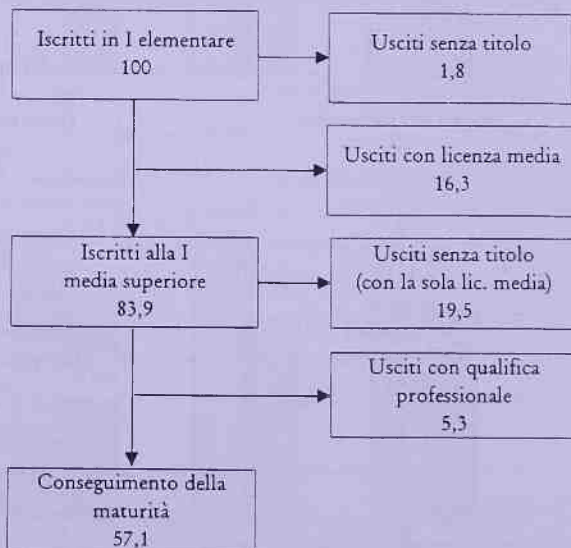 Iscritti in I elementare
100
Usciti senza titolo
1,8
Usciti con licenza media
16,3
Iscritti alla I
media superiore
83,9
Usciti senza titolo
(con la sola lic. media)
19,5
Usciti con qualifica
professionale
5,3
Conseguimento della
maturità
57,1